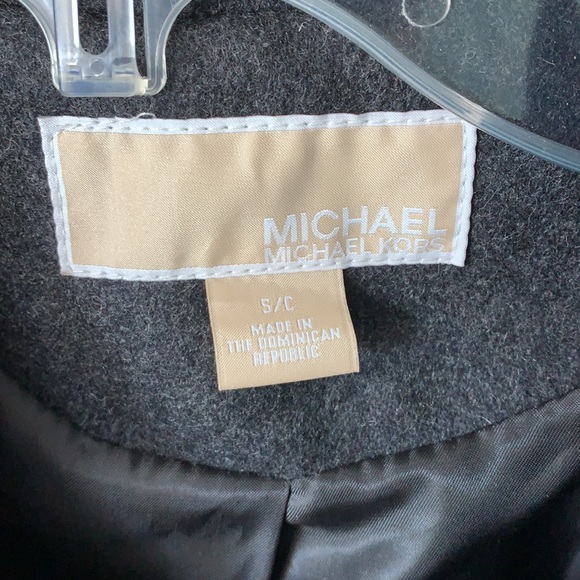 MICHAEL
MICHAEL KORS
S/C
MADE IN
THE DOMINICAN
REPUBLIC